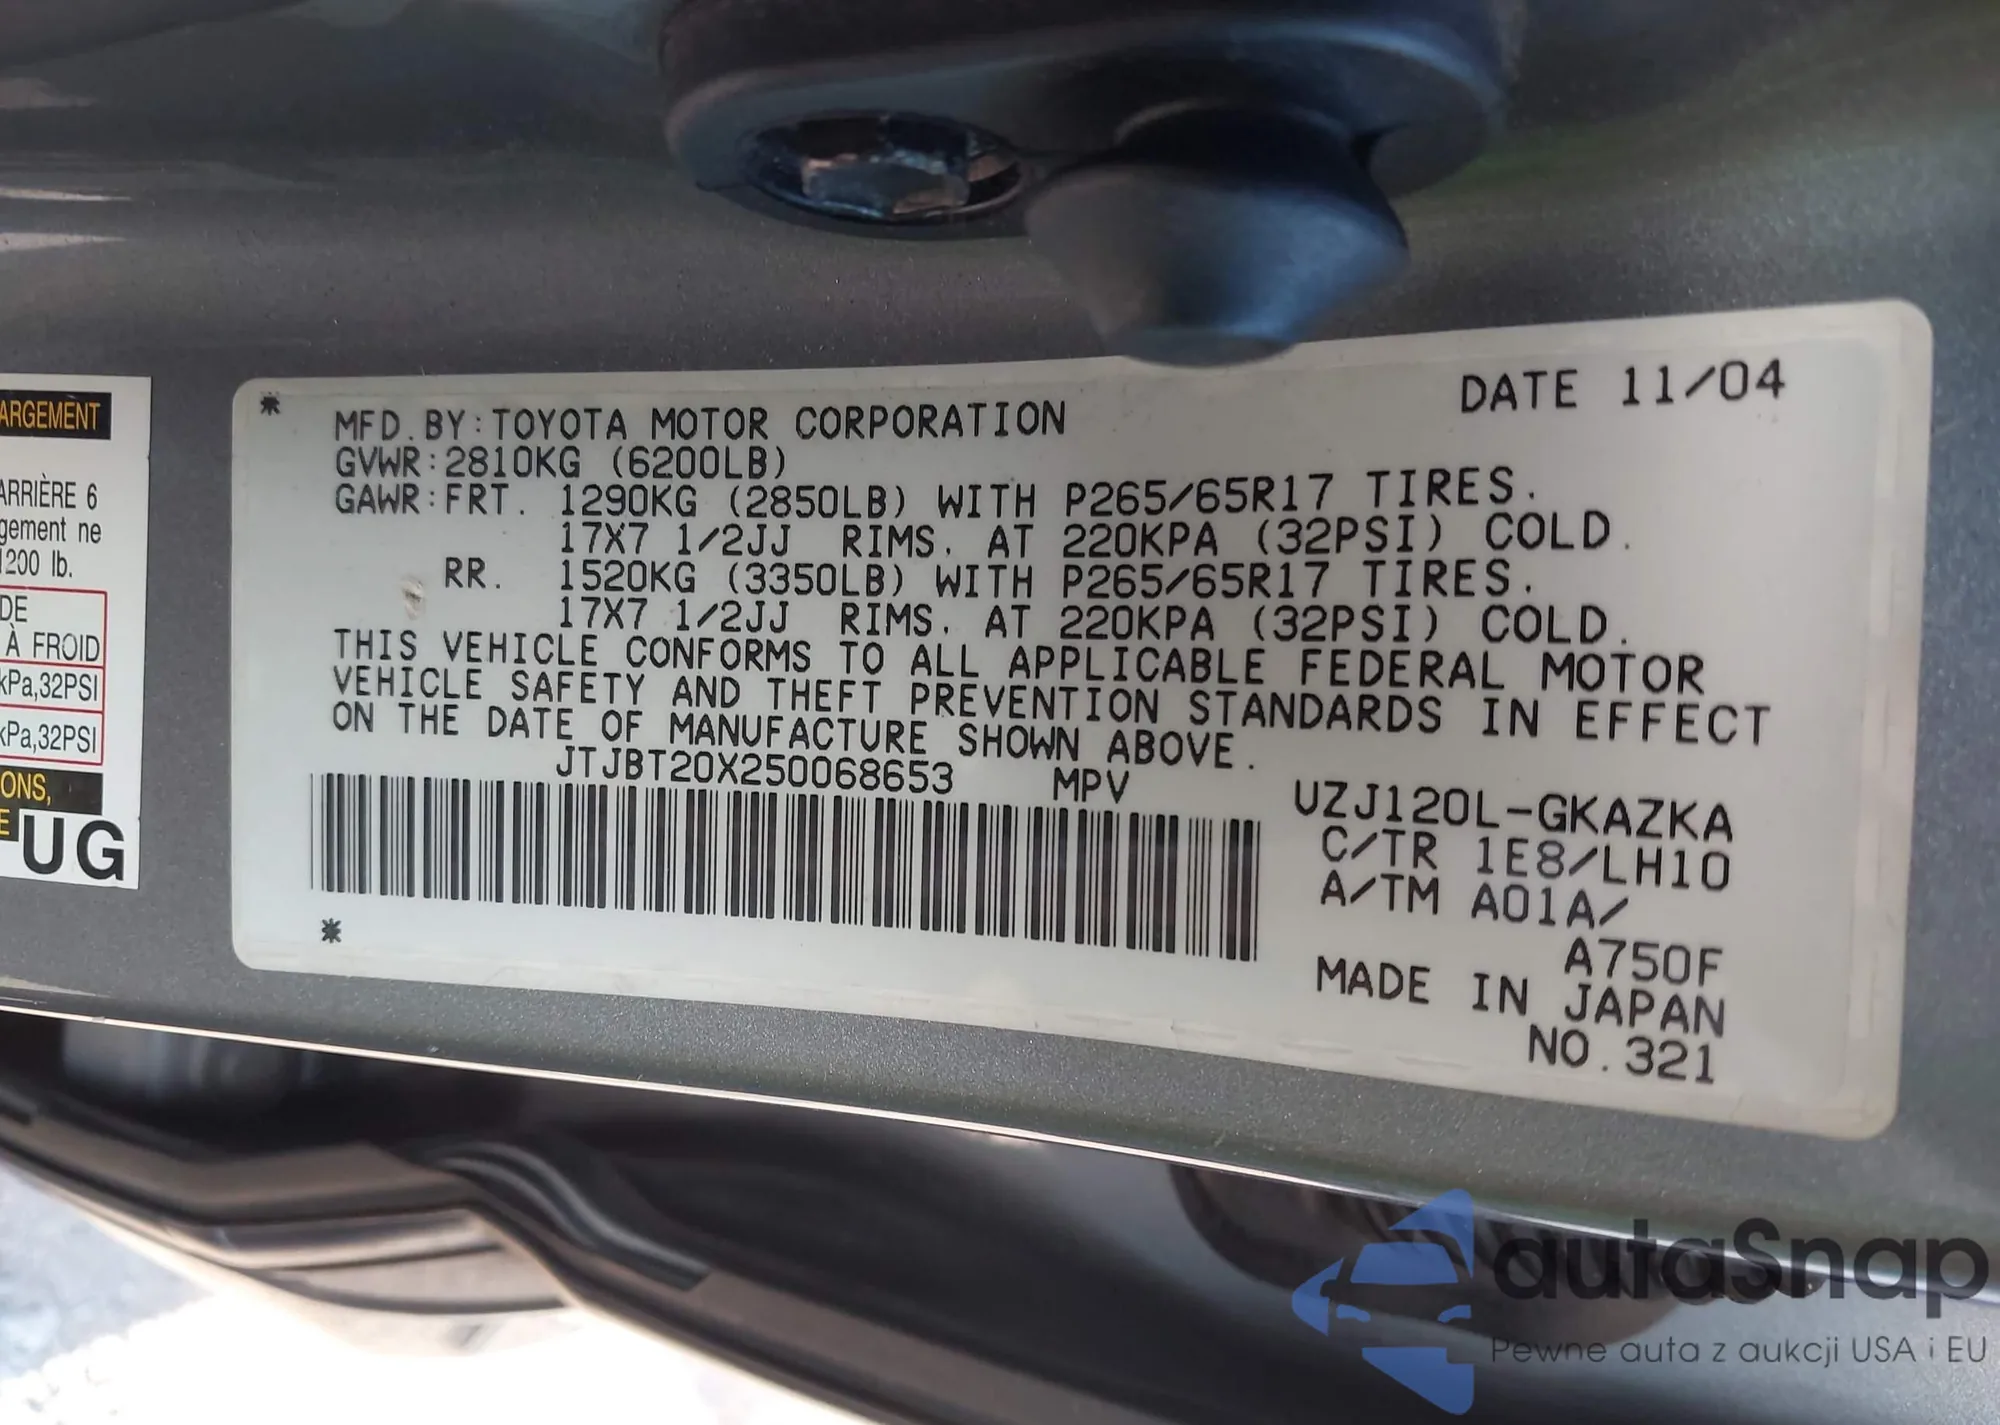 ARGEMENT
ARRIÈRE 6
gement ne
1200 lb.
DE
À FROID
kPa,32PSI
kPa,32PSI
ONS,
E UG
* DATE 11/04
MFD.BY:TOYOTA MOTOR CORPORATION
GVWR:2810KG (6200LB)
GAWR:FRT. 1290KG (2850LB) WITH P265/65R17 TIRES.
17X7 1/2JJ RIMS. AT 220KPA (32PSI) COLD.
RR. 1520KG (3350LB) WITH P265/65R17 TIRES.
17X7 1/2JJ RIMS. AT 220KPA (32PSI) COLD.
THIS VEHICLE CONFORMS TO ALL APPLICABLE FEDERAL MOTOR
VEHICLE SAFETY AND THEFT PREVENTION STANDARDS IN EFFECT
ON THE DATE OF MANUFACTURE SHOWN ABOVE.
JTJBT20X250068653 MPV
UZJ120L-GKAZKA
C/TR 1E8/LH10
A/TM A01A/
A750F
*
MADE IN JAPAN
NO.321
autaSnap
Pewne auta z aukcji USA i EU